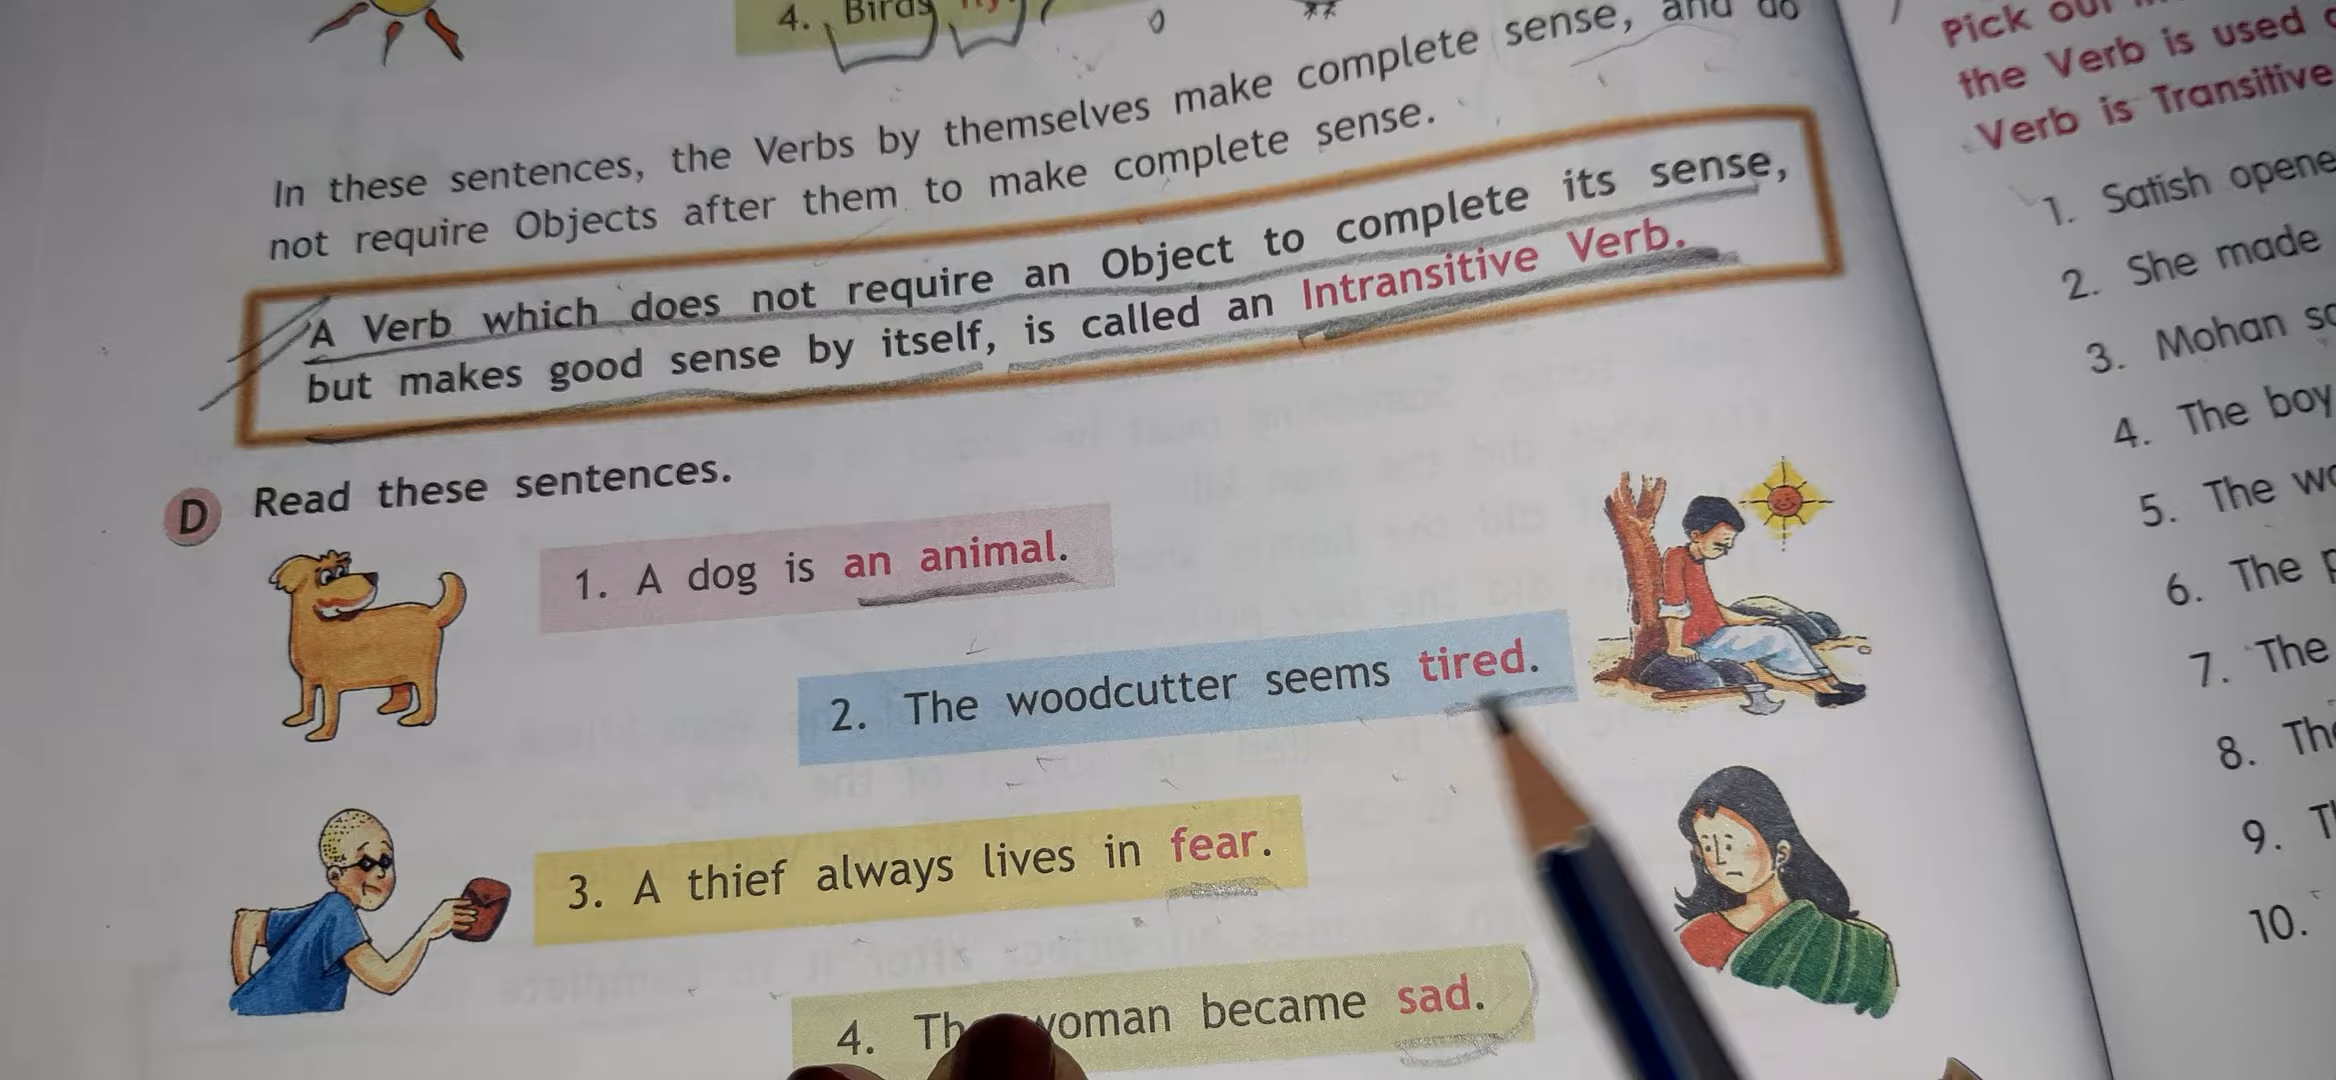 4. Birds
In these sentences, the Verbs by themselves make complete sense, and do
not require Objects after them to make complete sense.
A Verb which does not require an Object to complete its sense,
but makes good sense by itself, is called an Intransitive Verb.
D Read these sentences.
1. A dog is an animal.
2. The woodcutter seems tired.
3. A thief always lives in fear.
4. woman became sad.
Pick
the Verb is used
Verb is Transitive
1. Satish
2. She made
3. Mohan
4. The boy
5. The
6. The
7. The
8.
9.
10.